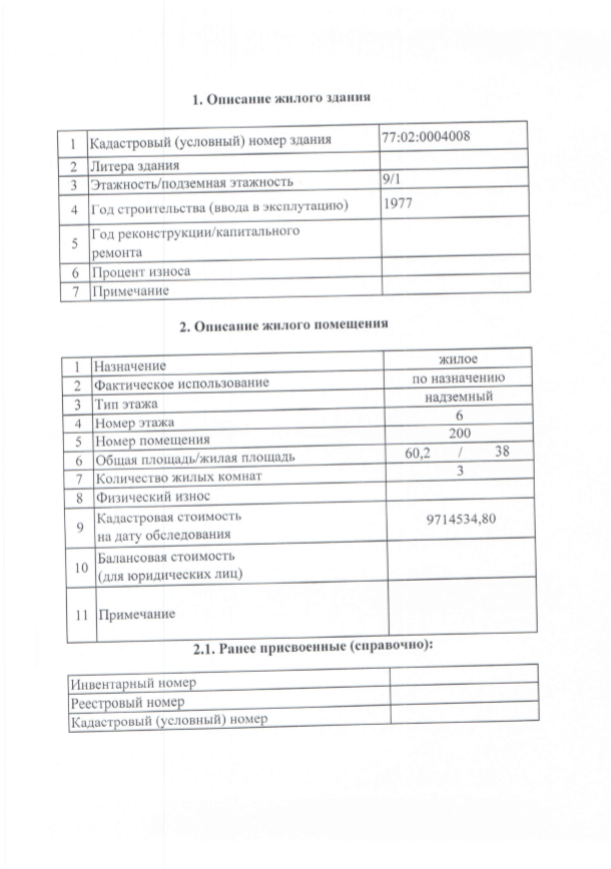 1. Описание жилого здания
1 Кадастровый (условный) номер здания 77:02:0004008
2 Литера здания
3 Этажность/подземная этажность 9/1
4 Год строительства (ввода в эксплутацию) 1977
5 Год реконструкции/капитального
ремонта
6 Процент износа
7 Примечание
2. Описание жилого помещения
1 Назначение жилое
2 Фактическое использование по назначению
3 Тип этажа надземный
4 Номер этажа 6
5 Номер помещения 200
6 Общая площадь/жилая площадь 60,2 / 38
7 Количество жилых комнат 3
8 Физический износ
9 Кадастровая стоимость
на дату обследования 9714534,80
10 Балансовая стоимость
(для юридических лиц)
11 Примечание
2.1. Ранее присвоенные (справочно):
Инвентарный номер
Реестровый номер
Кадастровый (условный) номер